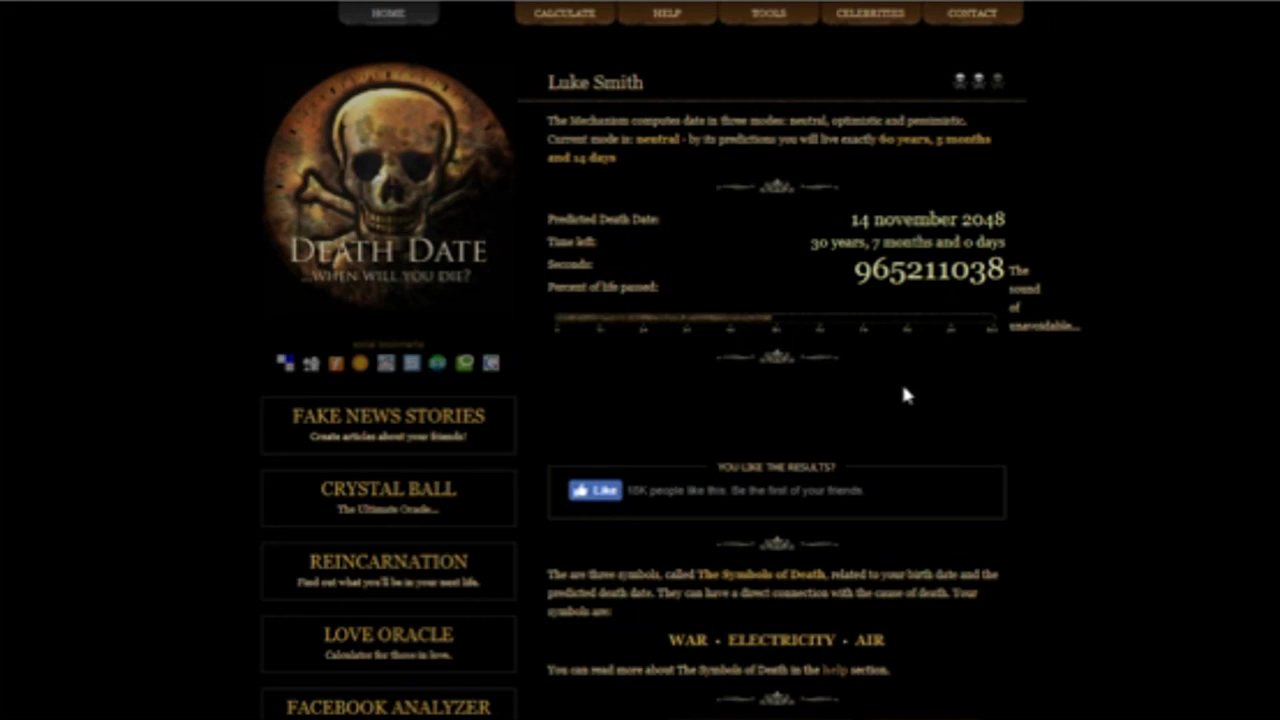 HOME
CALCULATE
HELP
TOOLS
CELEBRITIES
CONTACT
Luke Smith
The Mechanism computes date in three modes: neutral, optimistic and pessimistic.
Current mode is: neutral - by its predictions you will live exactly 60 years, 5 months
and 14 days
DEATH DATE
...WHEN WILL YOU DIE?
Predicted Death Date:
14 november 2048
Time left:
30 years, 7 months and 0 days
Seconds:
965211038
The
sound
of
unavoidable...
Percent of life passed:
social bookmarks
FAKE NEWS STORIES
Create articles about your friends!
CRYSTAL BALL
The Ultimate Oracle...
REINCARNATION
Find out what you'll be in your next life.
LOVE ORACLE
Calculator for those in love.
FACEBOOK ANALYZER
YOU LIKE THE RESULTS?
Like
people like this. Be the first of your friends.
The are three symbols, called The Symbols of Death, related to your birth date and the
predicted death date. They can have a direct connection with the cause of death. Your
symbols are:
WAR • ELECTRICITY • AIR
You can read more about The Symbols of Death in the help section.